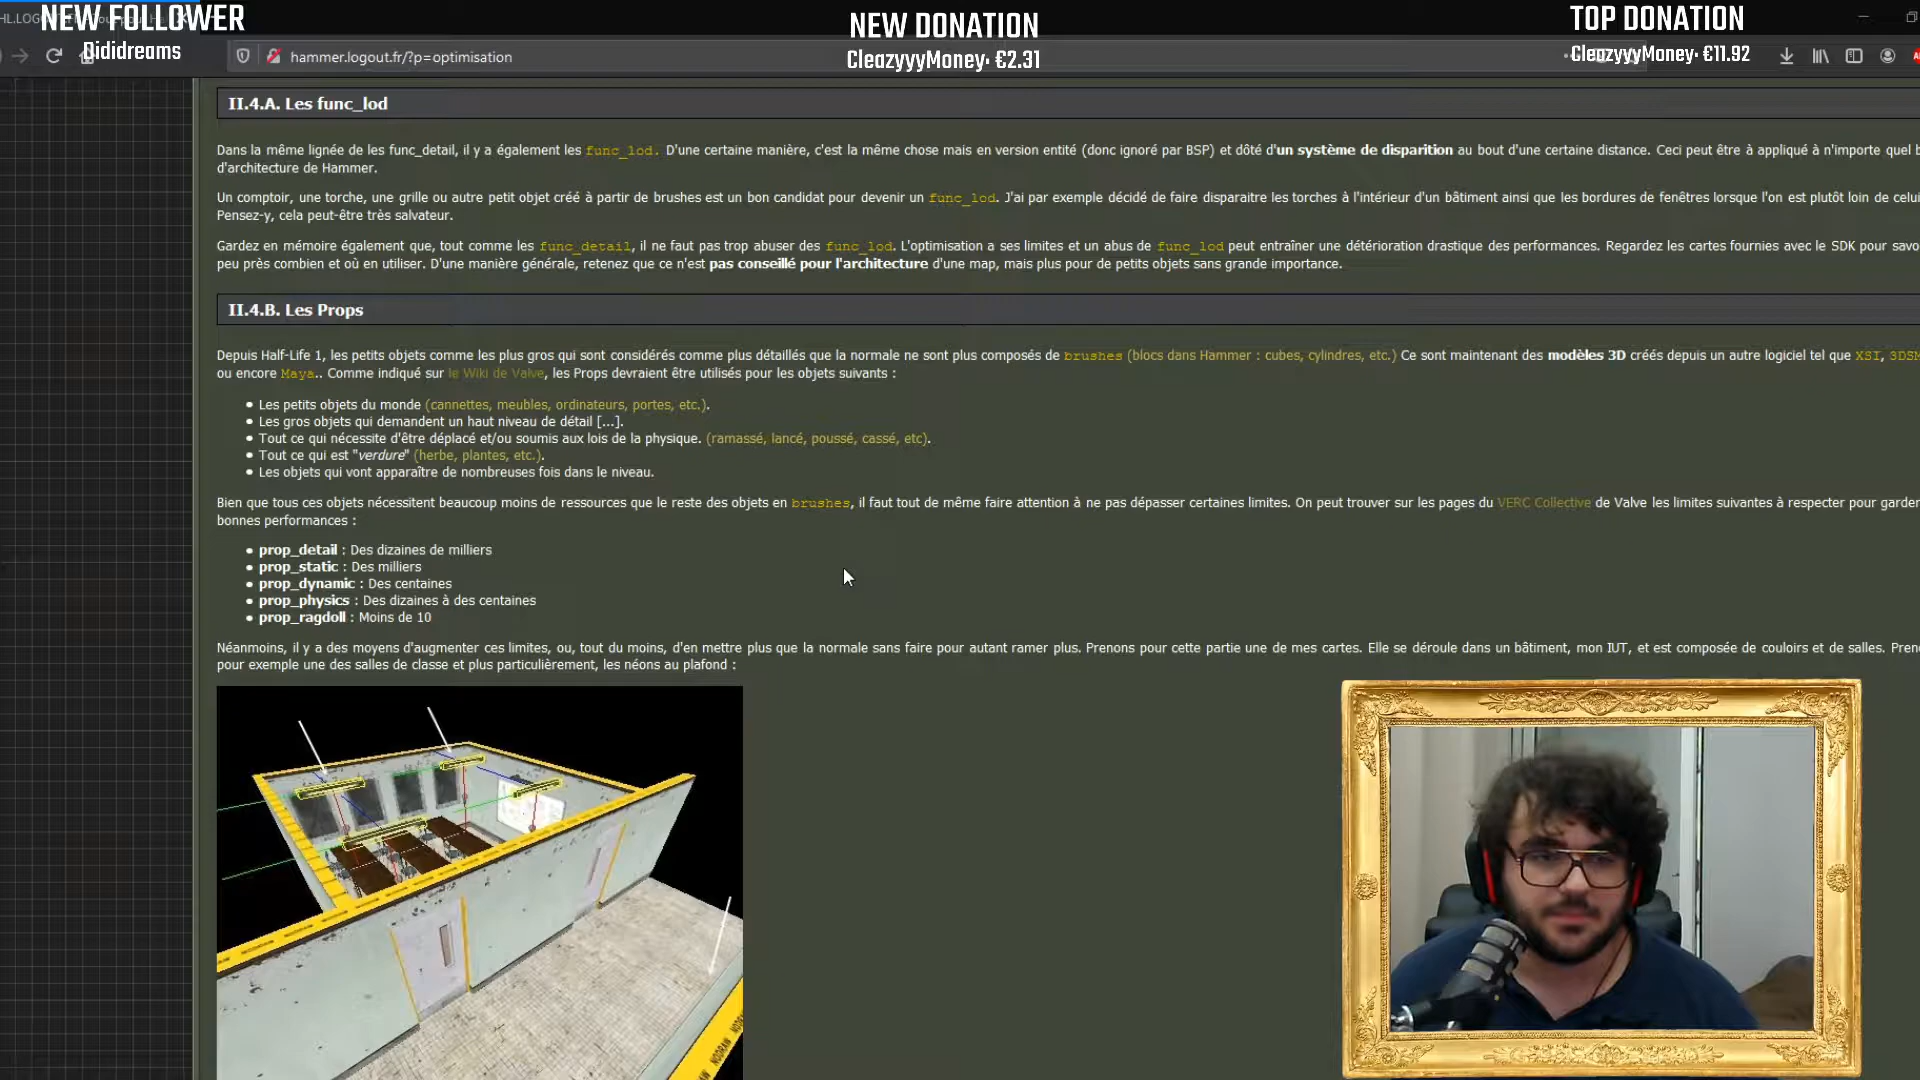 NEW FOLLOWER
Dididreams
NEW DONATION
CleazyyyMoney: €2.31
TOP DONATION
CleazyyyMoney: €11.92
hammer.logout.fr/?p=optimisation
II.4.A. Les func_lod
Dans la même lignée de les func_detail, il y a également les func_lod. D'une certaine manière, c'est la même chose mais en version entité (donc ignoré par BSP) et dôté d'un système de disparition au bout d'une certaine distance. Ceci peut être à appliqué à n'importe quel
d'architecture de Hammer.
Un comptoir, une torche, une grille ou autre petit objet créé à partir de brushes est un bon candidat pour devenir un func_lod. J'ai par exemple décidé de faire disparaitre les torches à l'intérieur d'un bâtiment ainsi que les bordures de fenêtres lorsque l'on est plutôt loin de
Pensez-y, cela peut-être très salvateur.
Gardez en mémoire également que, tout comme les func_detail, il ne faut pas trop abuser des func_lod. L'optimisation a ses limites et un abus de func_lod peut entraîner une détérioration drastique des performances. Regardez les cartes fournies avec le SDK pour
peu près combien et où en utiliser. D'une manière générale, retenez que ce n'est pas conseillé pour l'architecture d'une map, mais plus pour de petits objets sans grande importance.
II.4.B. Les Props
Depuis Half-Life 1, les petits objets comme les plus gros qui sont considérés comme plus détaillés que la normale ne sont plus composés de brushes (blocs dans Hammer : cubes, cylindres, etc.) Ce sont maintenant des modèles 3D créés depuis un autre logiciel tel que XSI,
ou encore Maya.. Comme indiqué sur le Wiki de Valve, les Props devraient être utilisés pour les objets suivants :
• Les petits objets du monde (cannettes, meubles, ordinateurs, portes, etc.).
• Les gros objets qui demandent un haut niveau de détail [...].
• Tout ce qui nécessite d'être déplacé et/ou soumis aux lois de la physique. (ramassé, lancé, poussé, cassé, etc).
• Tout ce qui est "verdure" (herbe, plantes, etc.).
• Les objets qui vont apparaître de nombreuses fois dans le niveau.
Bien que tous ces objets nécessitent beaucoup moins de ressources que le reste des objets en brushes, il faut tout de même faire attention à ne pas dépasser certaines limites. On peut trouver sur les pages du VERC Collective de Valve les limites suivantes à respecter pour garder
bonnes performances :
• prop_detail : Des dizaines de milliers
• prop_static : Des milliers
• prop_dynamic : Des centaines
• prop_physics : Des dizaines à des centaines
• prop_ragdoll : Moins de 10
Néanmoins, il y a des moyens d'augmenter ces limites, ou, tout du moins, d'en mettre plus que la normale sans faire pour autant ramer plus. Prenons pour cette partie une de mes cartes. Elle se déroule dans un bâtiment, mon IUT, et est composée de couloirs et de salles.
pour exemple une des salles de classe et plus particulièrement, les néons au plafond :
NODRAW